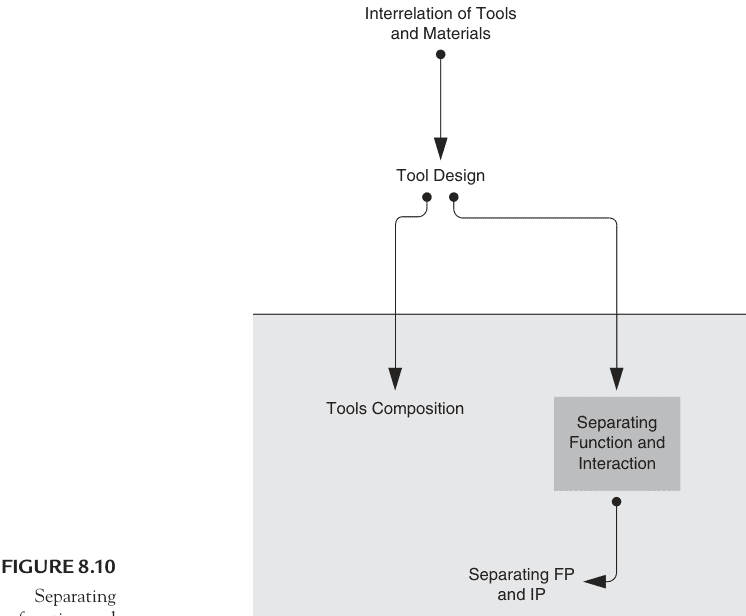 Interrelation of Tools
and Materials
Tool Design
Tools Composition
Separating
Function and
Interaction
Separating FP
and IP
FIGURE 8.10
Separating